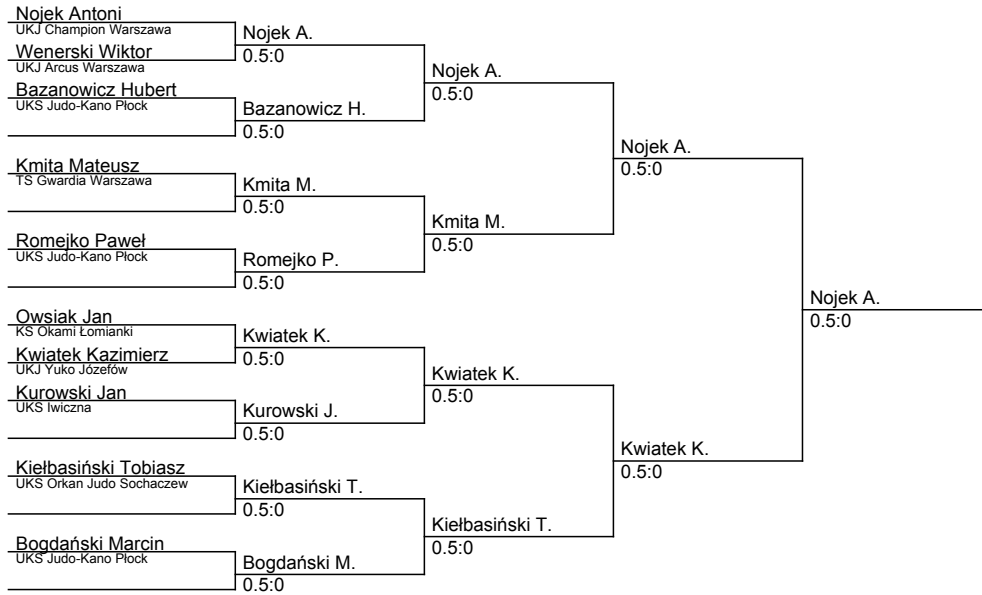 Nojek Antoni
UKJ Champion Warszawa
Wenerski Wiktor
UKJ Arcus Warszawa
Bazanowicz Hubert
UKS Judo-Kano Płock
Kmita Mateusz
TS Gwardia Warszawa
Romejko Paweł
UKS Judo-Kano Płock
Owsiak Jan
KS Okami Łomianki
Kwiatek Kazimierz
UKJ Yuko Józefów
Kurowski Jan
UKS Iwiczna
Kiełbasiński Tobiasz
UKS Orkan Judo Sochaczew
Bogdański Marcin
UKS Judo-Kano Płock
Nojek A.
0.5:0
Bazanowicz H.
0.5:0
Kmita M.
0.5:0
Romejko P.
0.5:0
Kwiatek K.
0.5:0
Kurowski J.
0.5:0
Kiełbasiński T.
0.5:0
Bogdański M.
0.5:0
Nojek A.
0.5:0
Kmita M.
0.5:0
Kwiatek K.
0.5:0
Kiełbasiński T.
0.5:0
Nojek A.
0.5:0
Kwiatek K.
0.5:0
Nojek A.
0.5:0